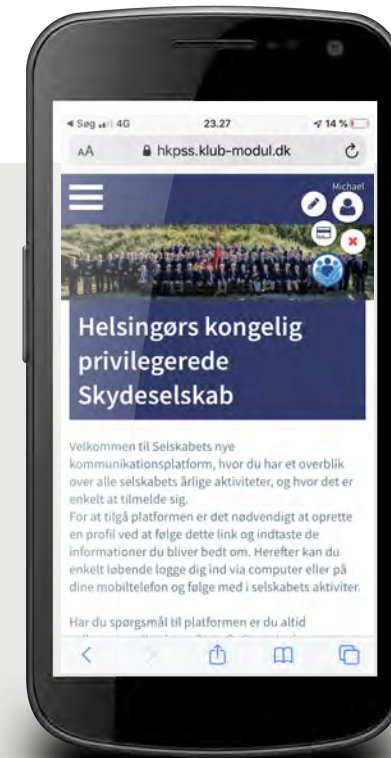 ◄ Søg 4G 23.27 14 %
AA hkpss.klub-modul.dk
Michael
Helsingørs kongelig
privilegerede
Skydeselskab
Velkommen til Selskabets nye
kommunikationsplatform, hvor du har et overblik
over alle selskabets årlige aktiviteter, og hvor det er
enkelt at tilmelde sig.
For at tilgå platformen er det nødvendigt at oprette
en profil ved at følge dette link og indtaste de
informationer du bliver bedt om. Herefter kan du
enkelt løbende logge dig ind via computer eller på
dine mobiltelefon og følge med i selskabets aktiviter.
Har du spørgsmål til platformen er du altid